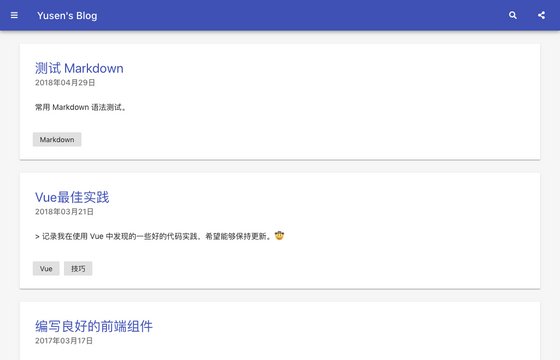 Yusen's Blog
测试 Markdown
2018年04月29日
常用 Markdown 语法测试。
Markdown
Vue最佳实践
2018年03月21日
> 记录我在使用 Vue 中发现的一些好的代码实践，希望能够保持更新。🤠
Vue 技巧
编写良好的前端组件
2017年03月17日